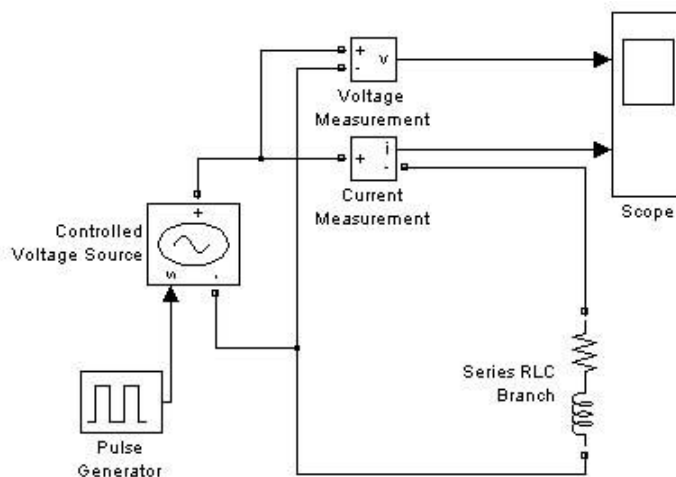 +
-
v
Voltage
Measurement
+
i
-
Current
Measurement
Scope
Controlled
Voltage Source
+
s
-
Series RLC
Branch
Pulse
Generator